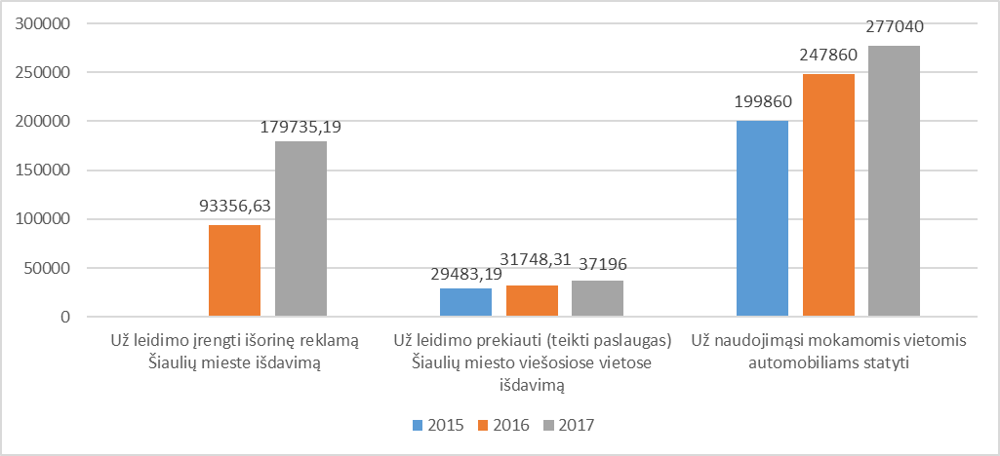 300000
250000
200000
150000
100000
50000
0
93356,63
179735,19
29483,19
31748,31
37196
199860
247860
277040
Už leidimo įrengti išorinę reklamą
Šiaulių mieste išdavimą
Už leidimo prekiauti (teikti paslaugas)
Šiaulių miesto viešosiose vietose
išdavimą
Už naudojimąsi mokamomis vietomis
automobiliams statyti
2015 2016 2017